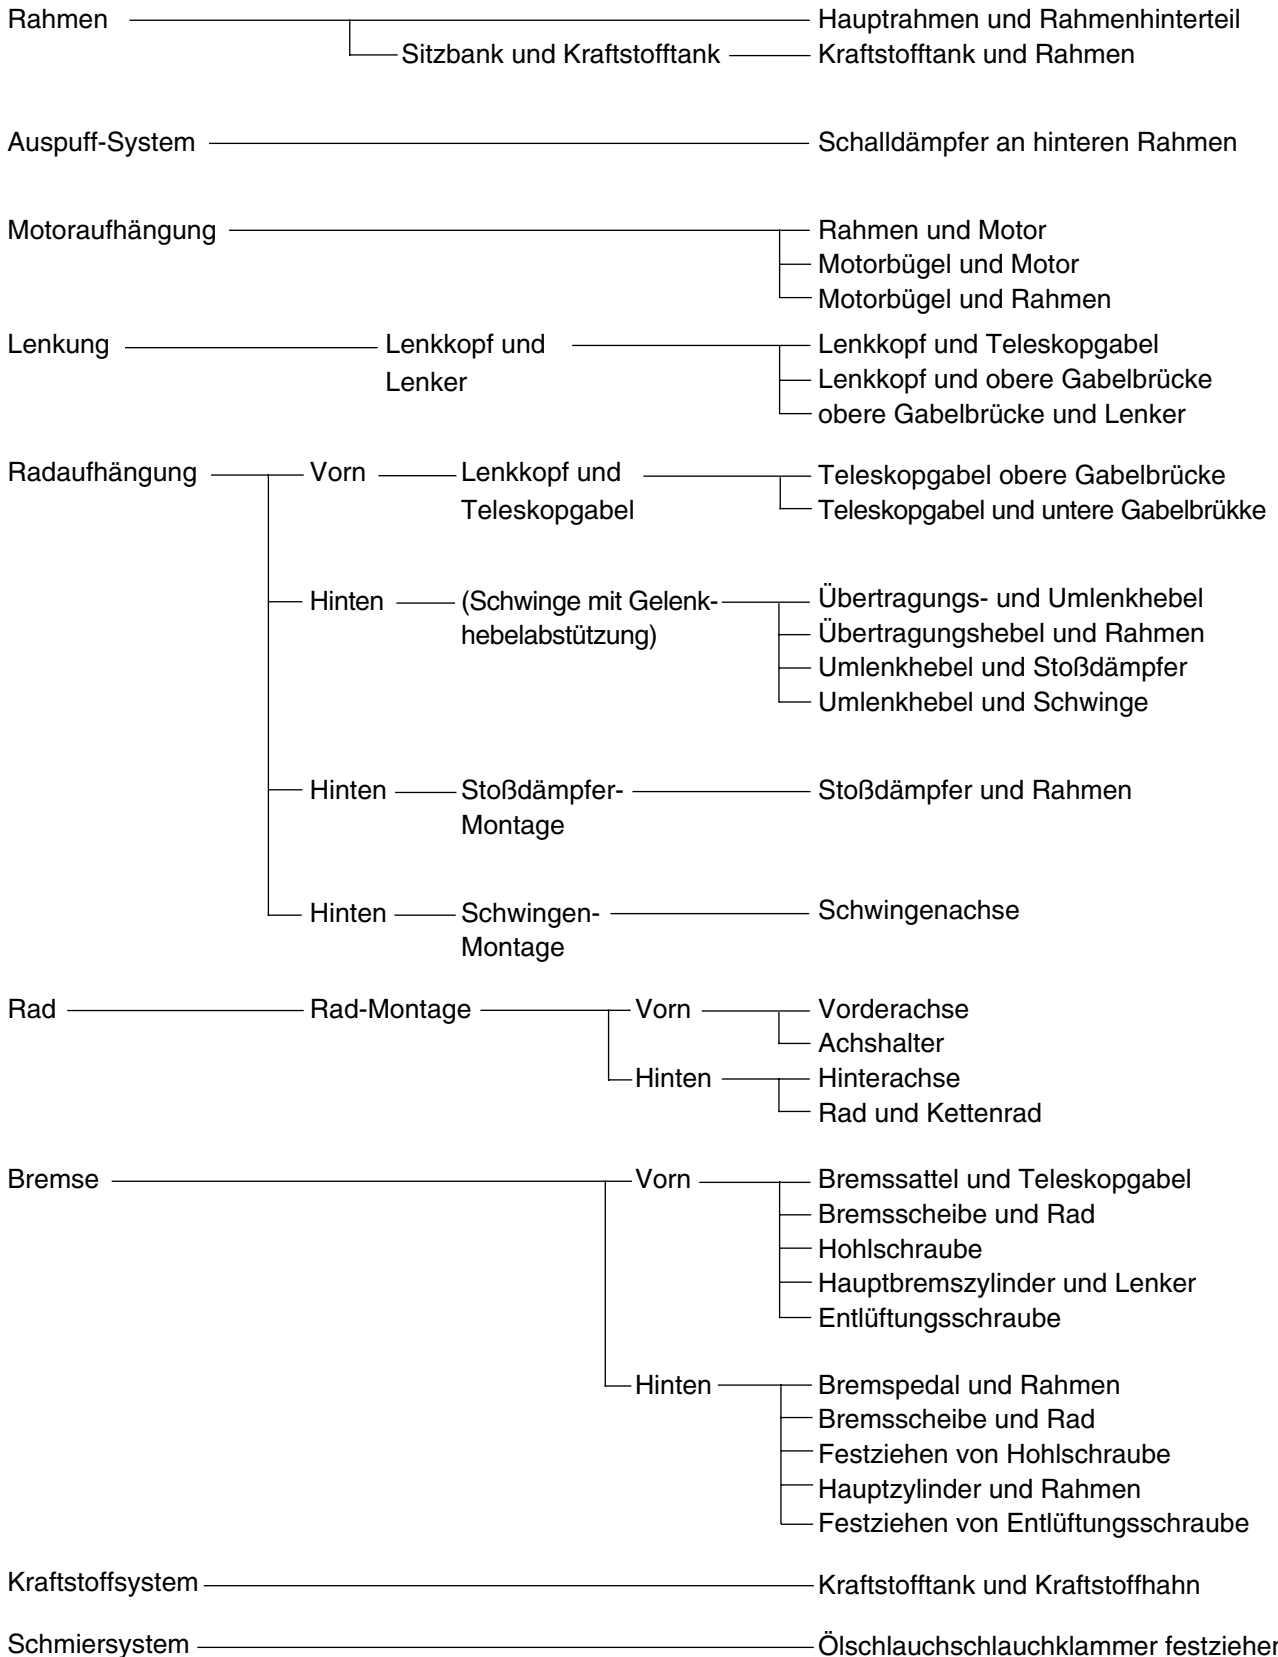 Rahmen Hauptrahmen und Rahmenhinterteil
Sitzbank und Kraftstofftank Kraftstofftank und Rahmen
Auspuff-System Schalldämpfer an hinteren Rahmen
Motoraufhängung Rahmen und Motor
Motorbügel und Motor
Motorbügel und Rahmen
Lenkung Lenkkopf und Lenkkopf und Teleskopgabel
Lenker Lenkkopf und obere Gabelbrücke
obere Gabelbrücke und Lenker
Radaufhängung Vorn Lenkkopf und Teleskopgabel obere Gabelbrücke
Teleskopgabel Teleskopgabel und untere Gabelbrükke
Hinten (Schwinge mit Gelenk- Übertragungs- und Umlenkhebel
hebelabstützung) Übertragungshebel und Rahmen
Umlenkhebel und Stoßdämpfer
Umlenkhebel und Schwinge
Hinten Stoßdämpfer- Stoßdämpfer und Rahmen
Montage
Hinten Schwingen- Schwingenachse
Montage
Rad Rad-Montage Vorn Vorderachse
Achshalter
Hinten Hinterachse
Rad und Kettenrad
Bremse Vorn Bremssattel und Teleskopgabel
Bremsscheibe und Rad
Hohlschraube
Hauptbremszylinder und Lenker
Entlüftungsschraube
Hinten Bremspedal und Rahmen
Bremsscheibe und Rad
Festziehen von Hohlschraube
Hauptzylinder und Rahmen
Festziehen von Entlüftungsschraube
Kraftstoffsystem Kraftstofftank und Kraftstoffhahn
Schmiersystem Ölschlauchschlauchklammer festziehen